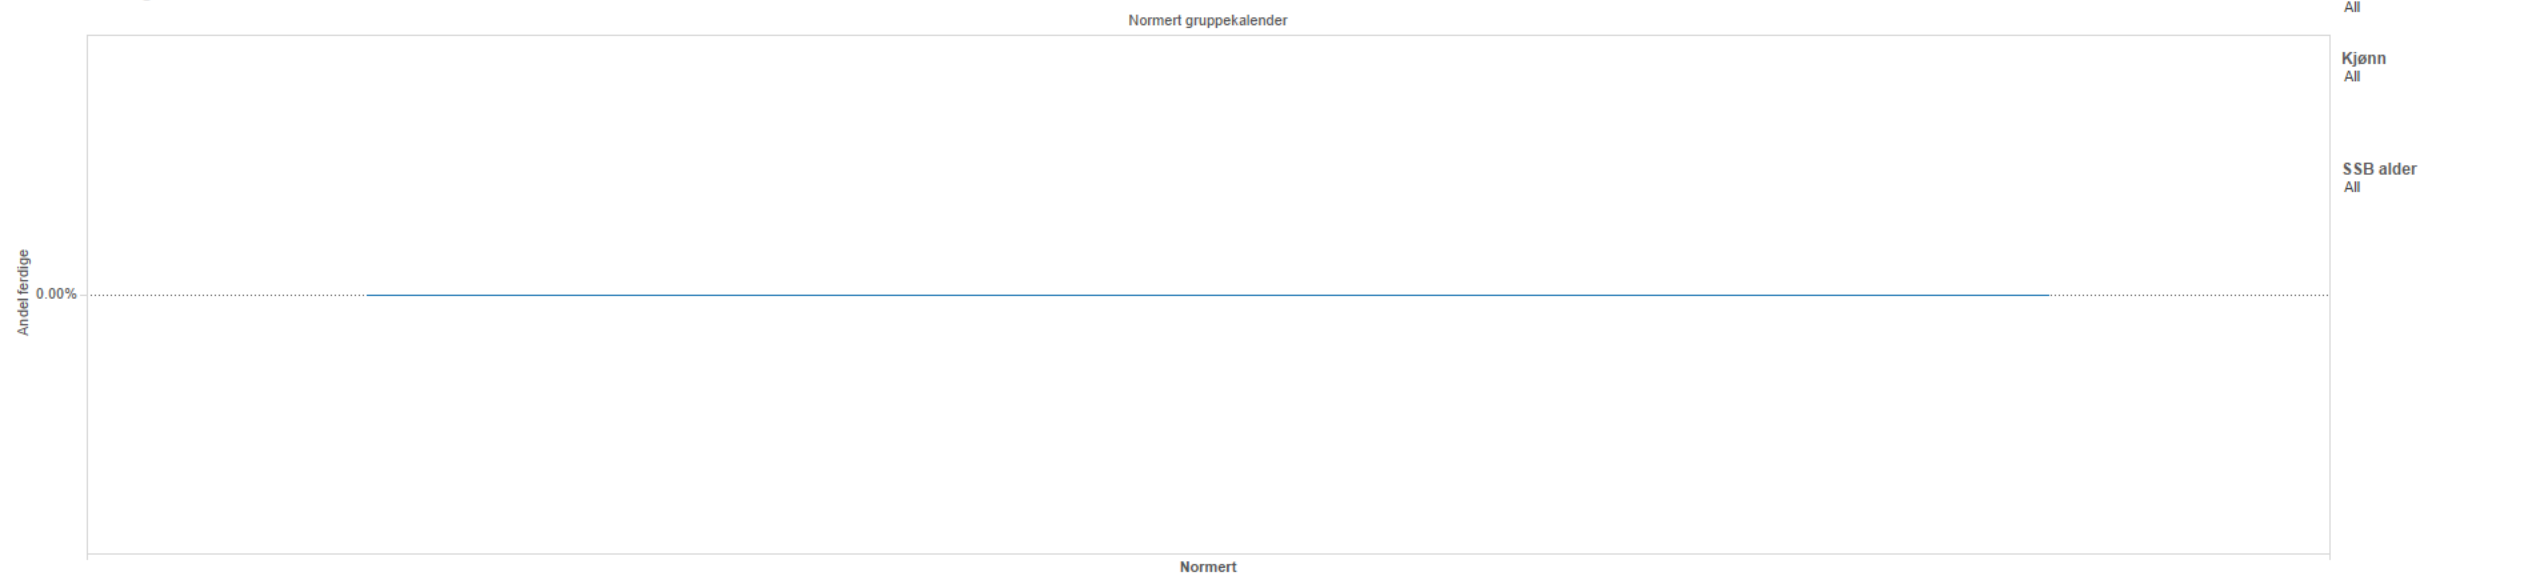 Normert gruppekalender
All
Kjønn
All
SSB alder
All
Andel ferdige
0.00%
Normert